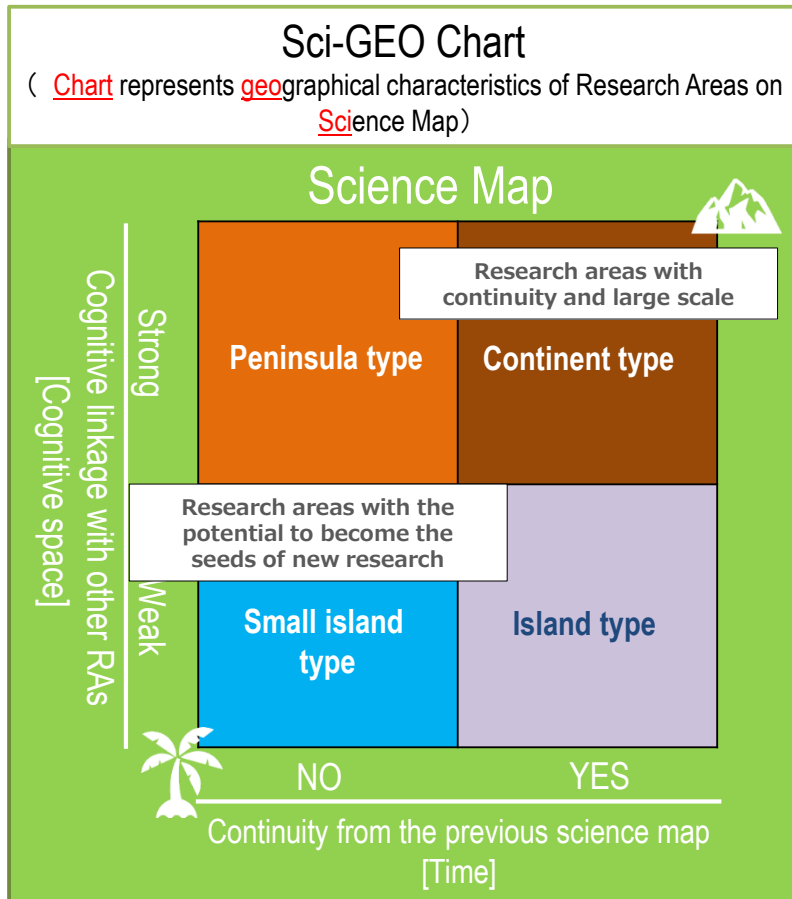 Sci-GEO Chart
（ Chart represents geographical characteristics of Research Areas on
Science Map）
Science Map
Research areas with
continuity and large scale
Peninsula type
Continent type
Research areas with the
potential to become the
seeds of new research
Small island
type
Island type
Strong
Weak
Cognitive linkage with other RAs
[Cognitive space]
NO
YES
Continuity from the previous science map
[Time]